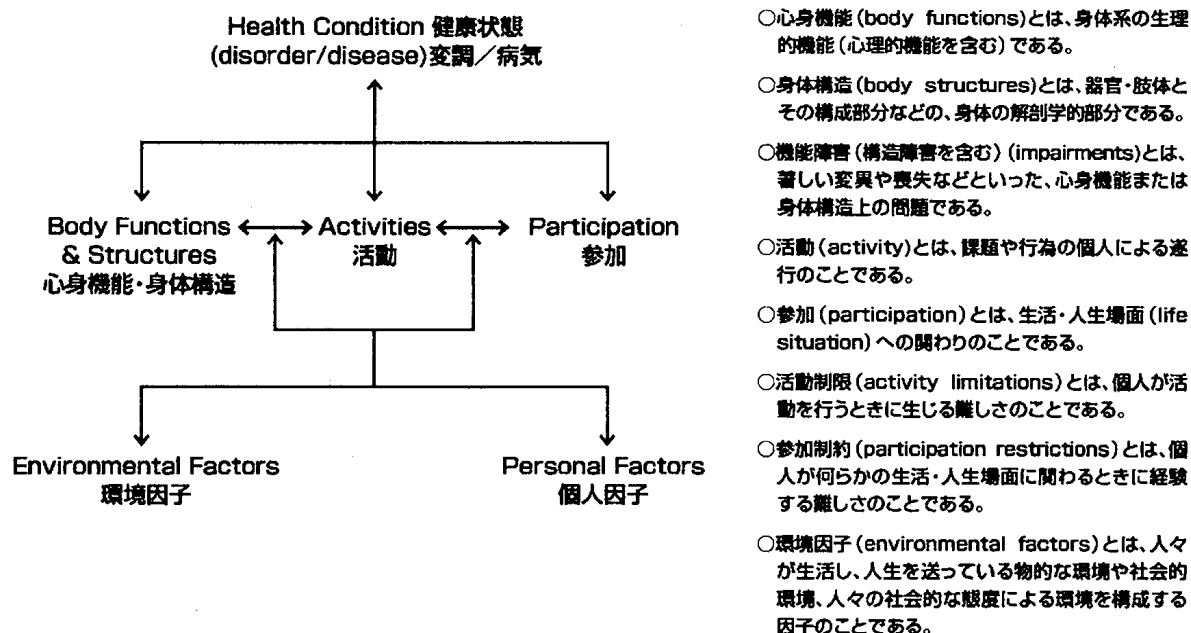 Health Condition 健康状態
(disorder/disease)変調／病気
Body Functions
& Structures
心身機能・身体構造
Activities
活動
Participation
参加
Environmental Factors
環境因子
Personal Factors
個人因子
○心身機能(body functions)とは、身体系の生理
的機能(心理的機能を含む)である。
○身体構造(body structures)とは、器官・肢体と
その構成部分などの、身体の解剖学的部分である。
○機能障害(構造障害を含む)(impairments)とは、
著しい変異や喪失などといった、心身機能または
身体構造上の問題である。
○活動(activity)とは、課題や行為の個人による遂
行のことである。
○参加(participation)とは、生活・人生場面(life
situation)への関わりのことである。
○活動制限(activity limitations)とは、個人が活
動を行うときに生じる難しさのことである。
○参加制約(participation restrictions)とは、個
人が何らかの生活・人生場面に関わるときに経験
する難しさのことである。
○環境因子(environmental factors)とは、人々
が生活し、人生を送っている物的な環境や社会的
環境、人々の社会的な態度による環境を構成する
因子のことである。